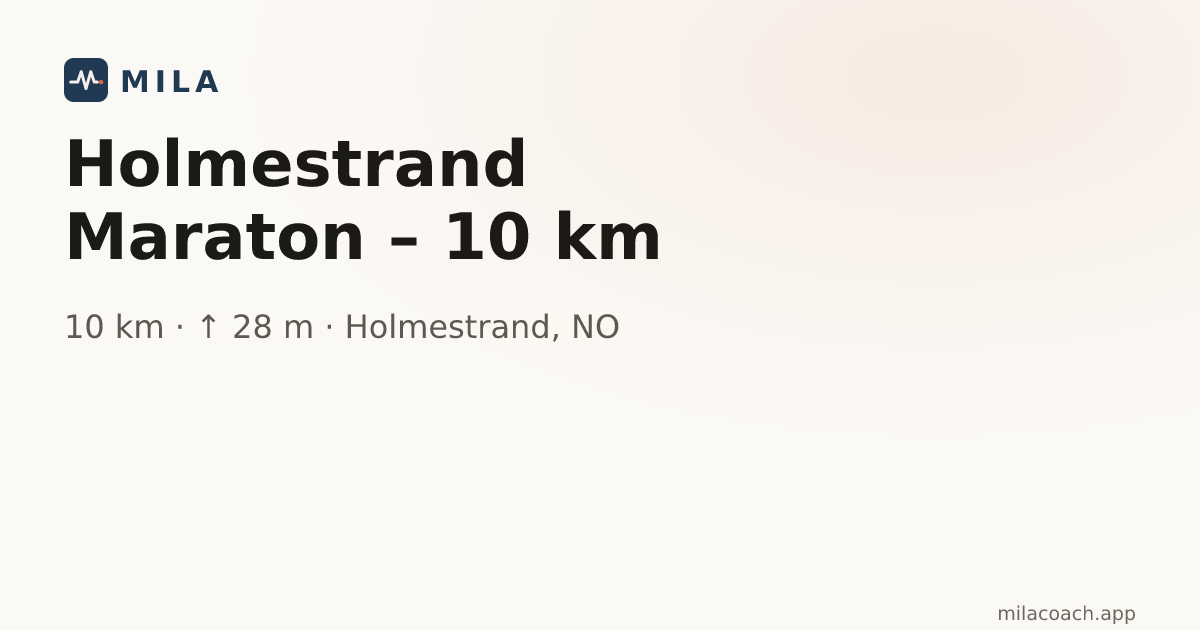 MILA
Holmestrand
Maraton – 10 km
10 km · ↑ 28 m · Holmestrand, NO
milacoach.app